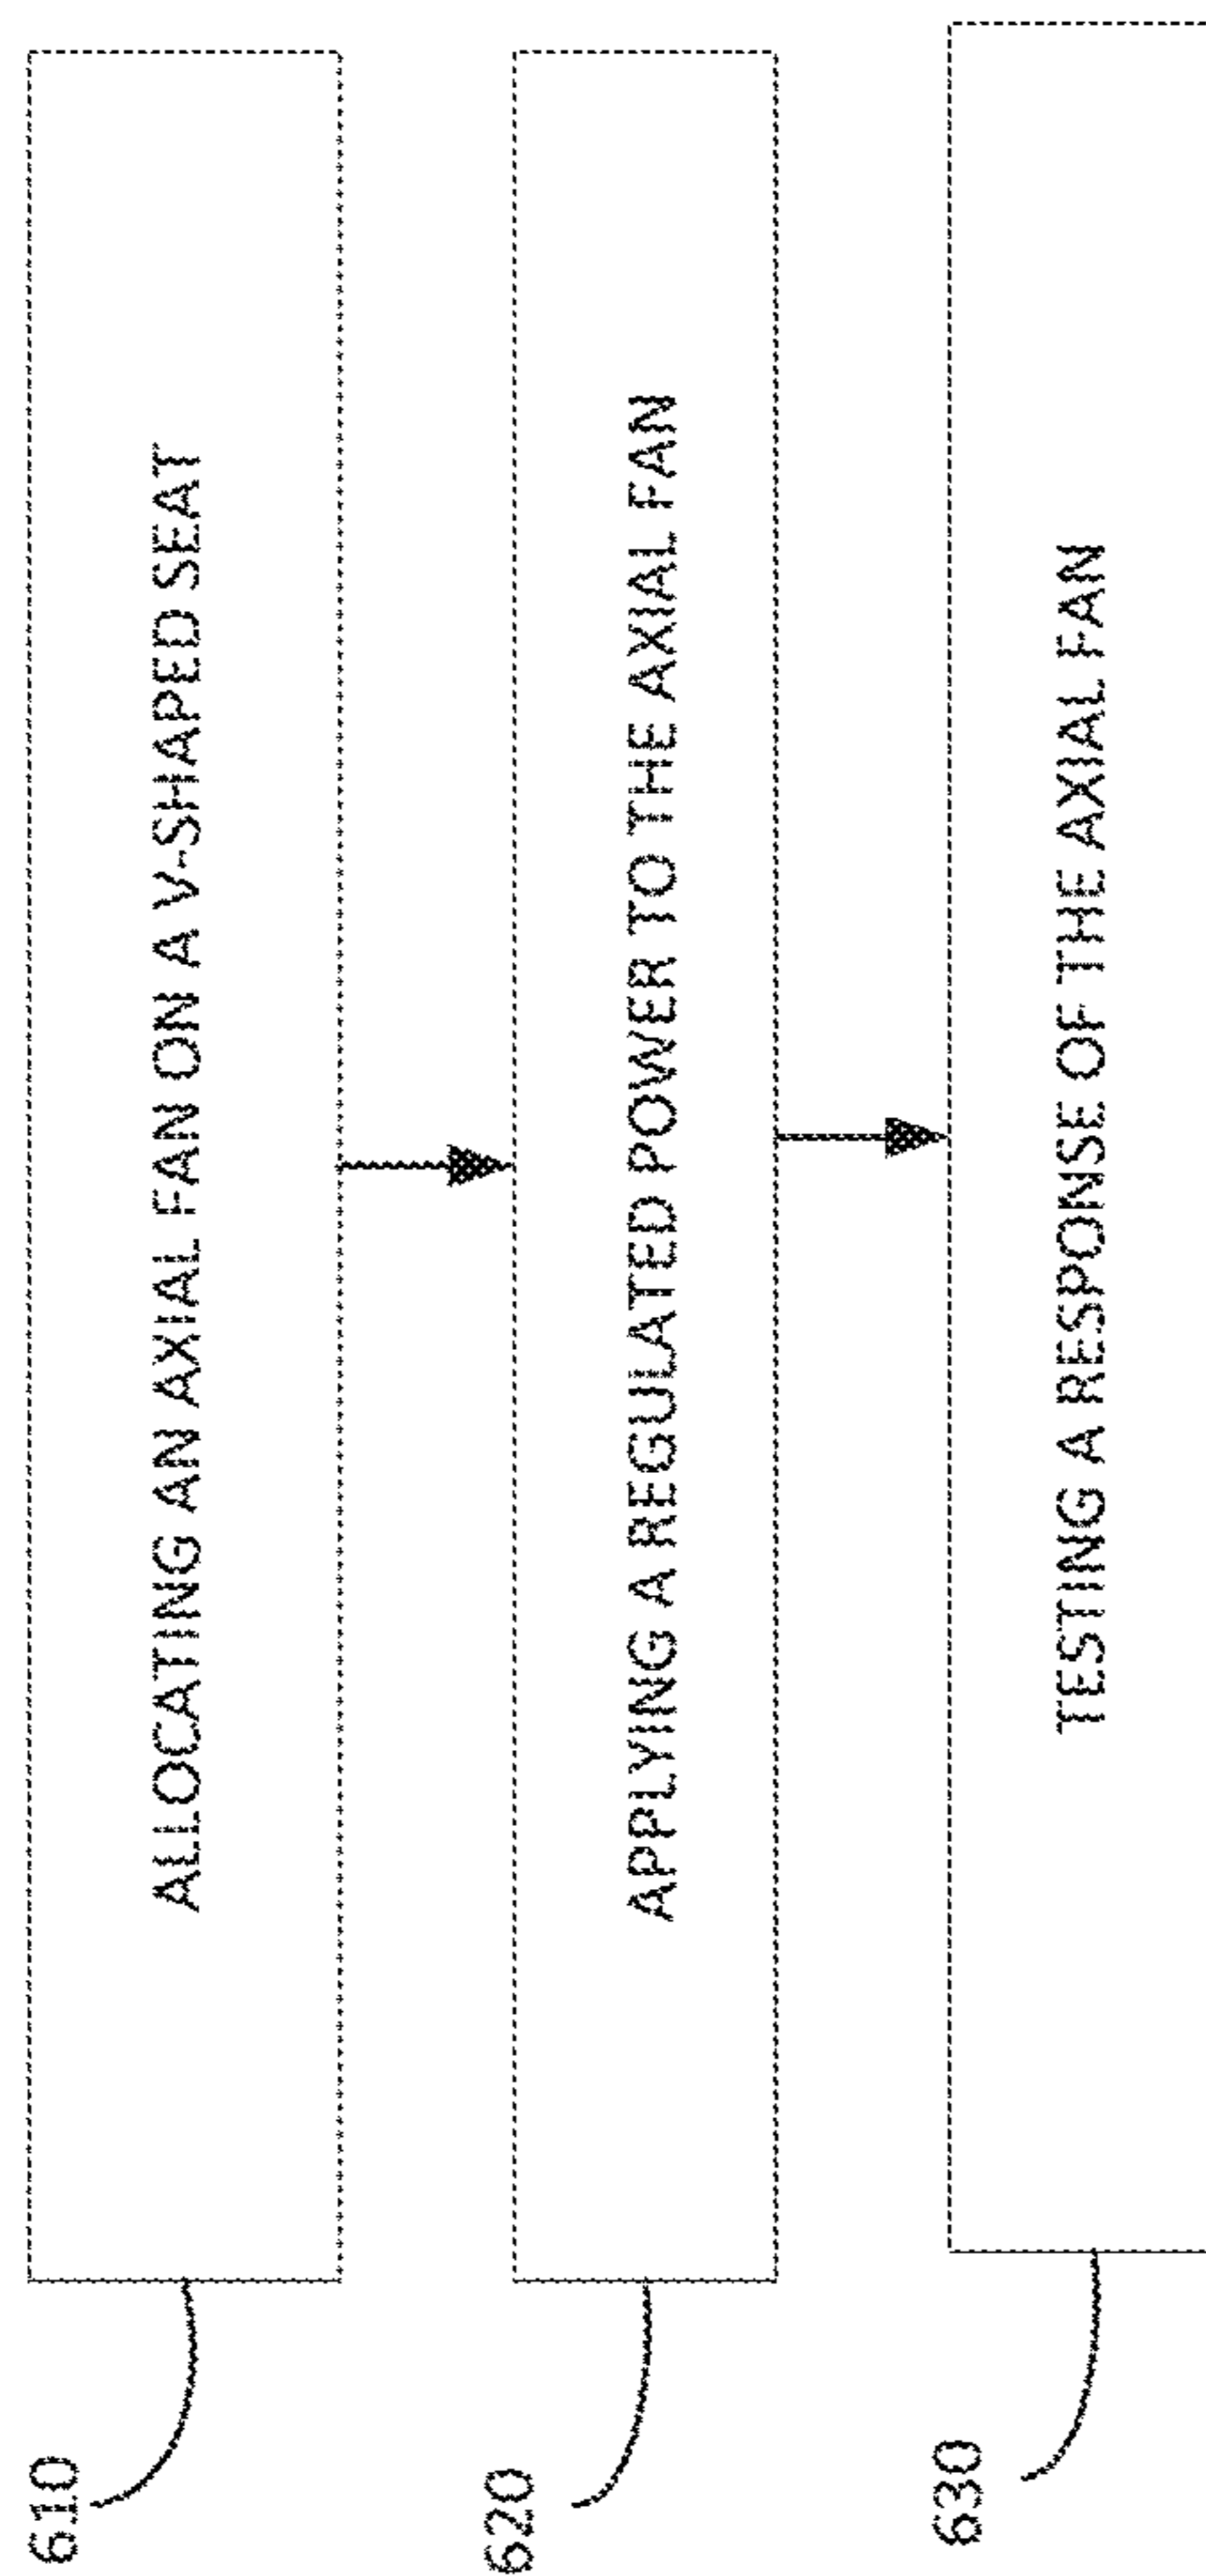 610
ALLOCATING AN AXIAL FAN ON A V-SHAPED SEAT
620
APPLYING A REGULATED POWER TO THE AXIAL FAN
630
TESTING A RESPONSE OF THE AXIAL FAN